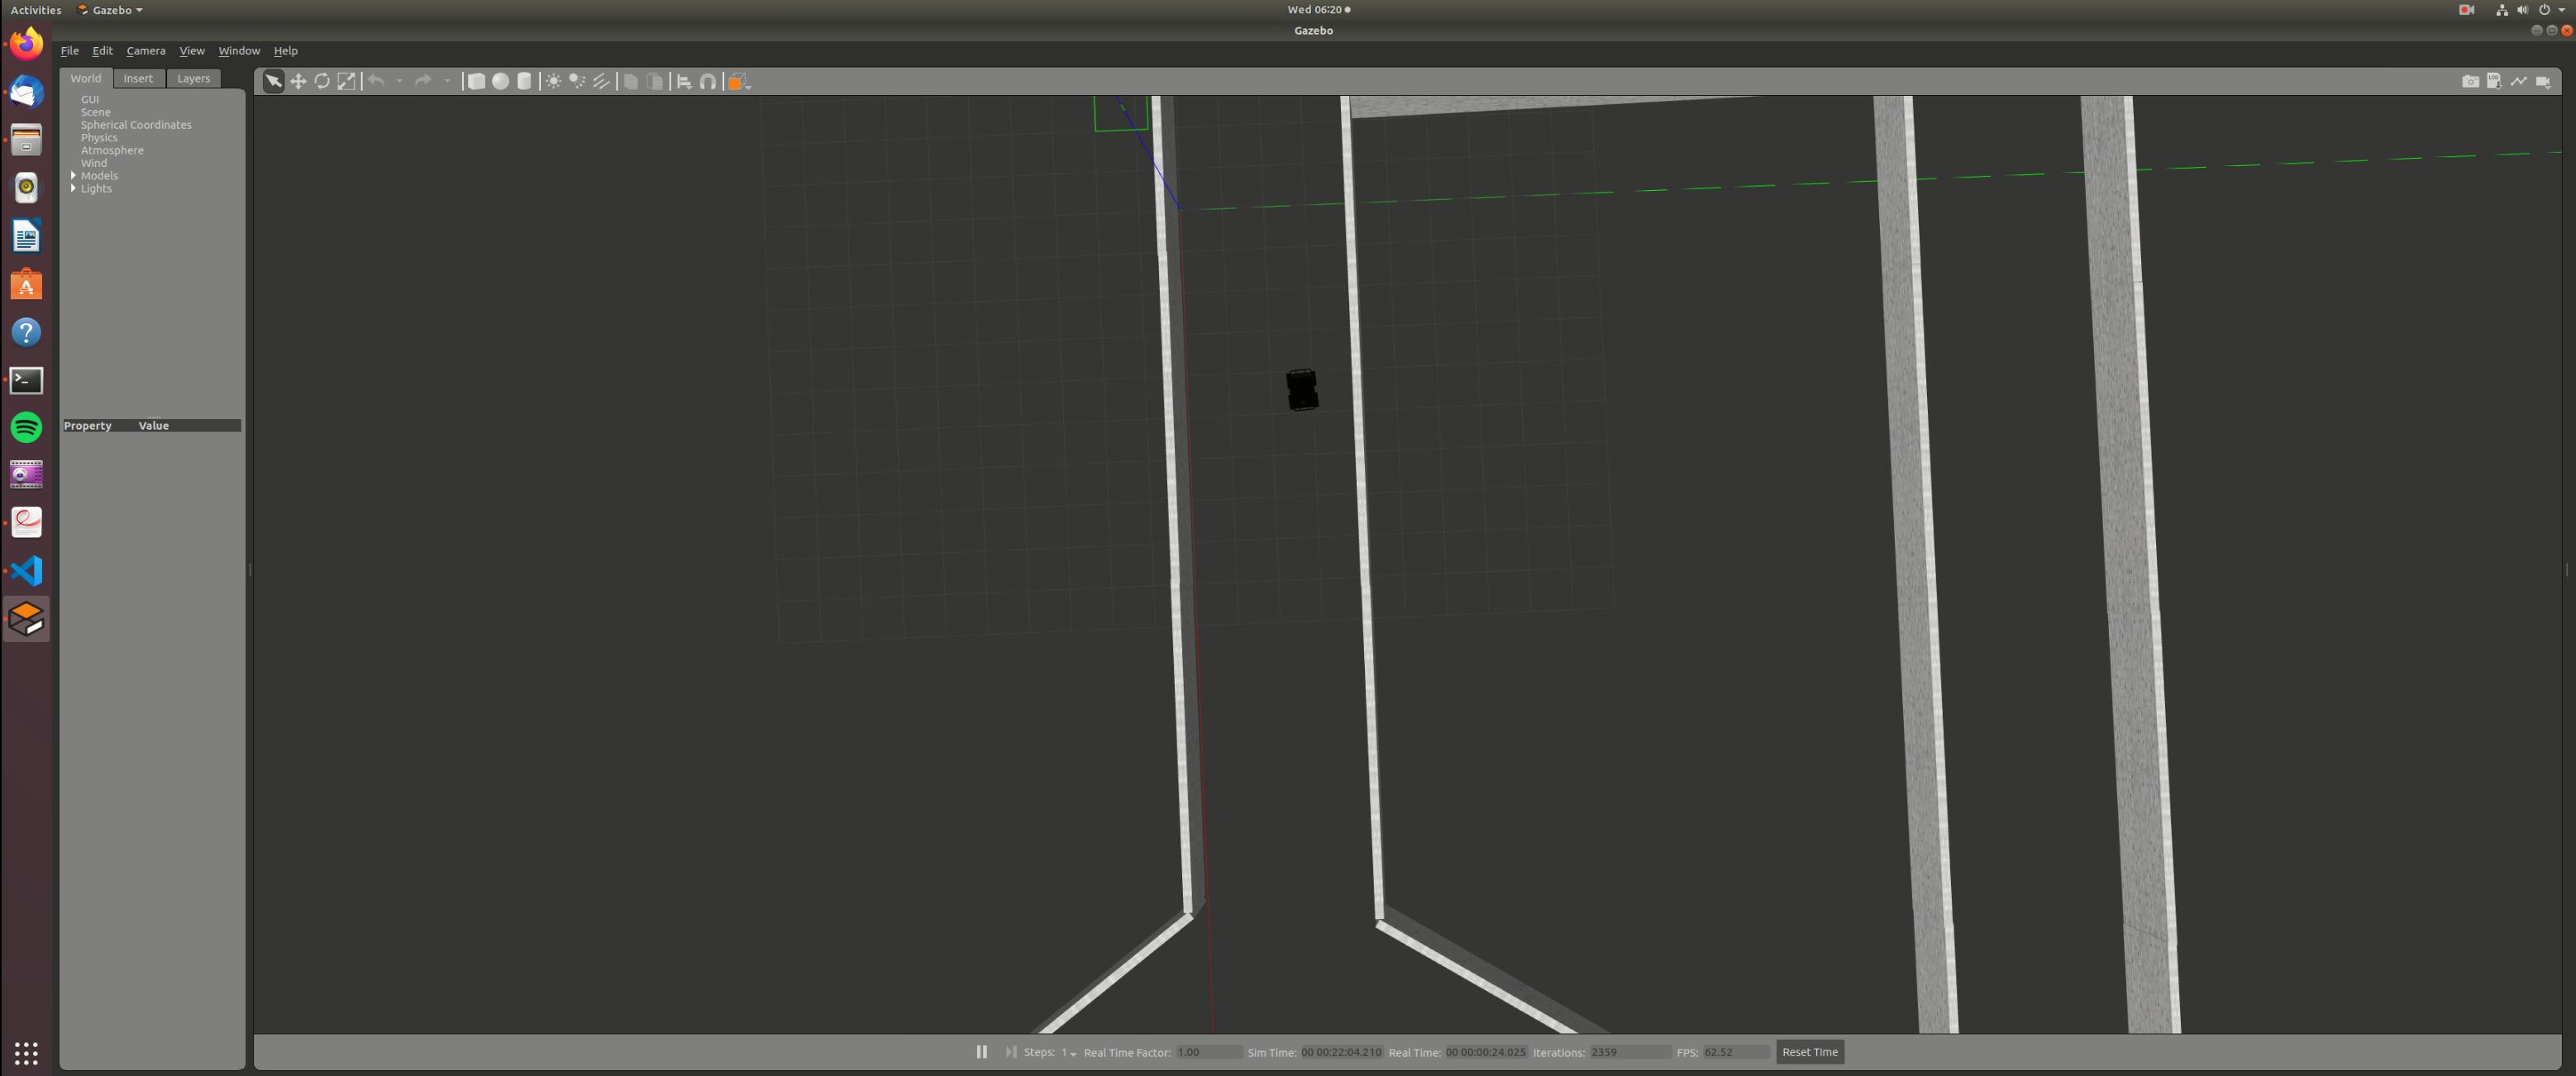 Activities Gazebo Wed 06:20
Gazebo
File Edit Camera View Window Help
World Insert Layers
GUI
Scene
Spherical Coordinates
Physics
Atmosphere
Wind
Models
Lights
Property Value
Steps: 1 Real Time Factor: 1.00 Sim Time: 00 00:22:04.210 Real Time: 00 00:00:24.025 Iterations: 2359 FPS: 62.52 Reset Time